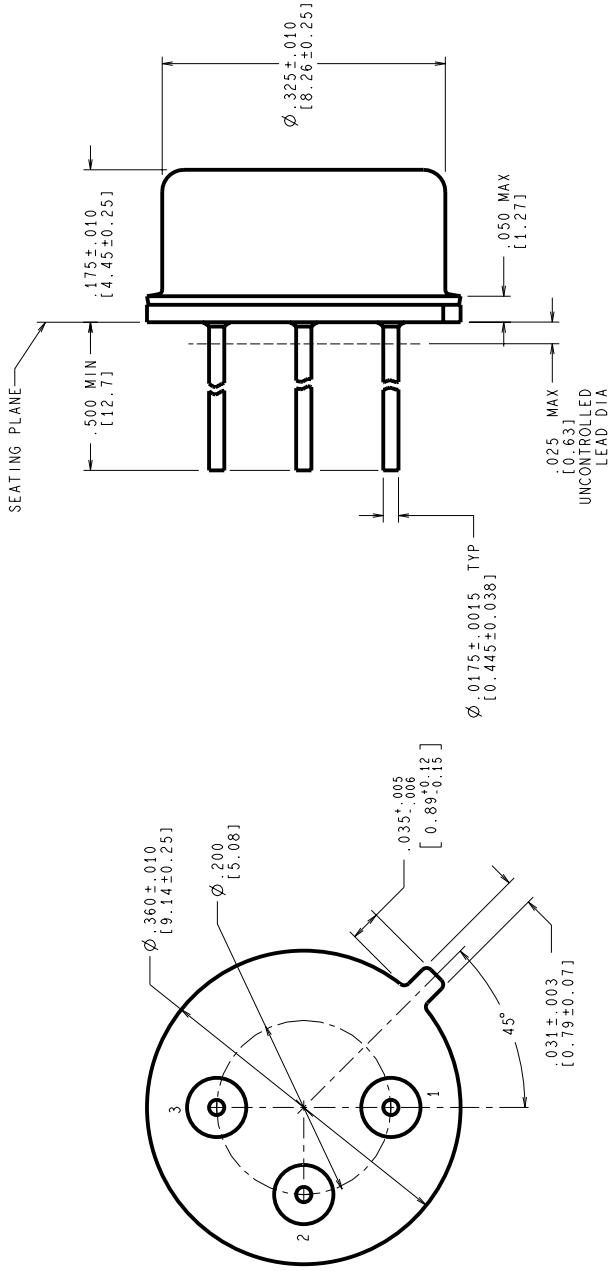 SEATING PLANE
.500 MIN
[12.7]
.175±.010
[4.45±0.25]
Ø .325±.010
[8.26±0.25]
.050 MAX
[1.27]
.025 MAX
[0.63]
UNCONTROLLED
LEAD DIA
Ø .0175±.0015 TYP
[0.445±0.038]
Ø .360±.010
[9.14±0.25]
Ø .200
[5.08]
.035+.005
-.006
[0.89+0.12
-0.15]
.031±.003
[0.79±0.07]
45°
3
2
1